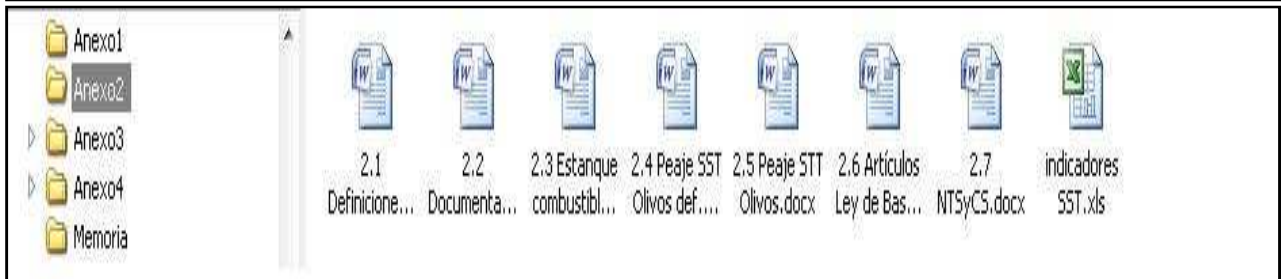 Anexo1
Anexo2
Anexo3
Anexo4
Memoria
2.1
Definicione...
2.2
Documenta...
2.3 Estanque
combustibl...
2.4 Peaje SST
Olivos def....
2.5 Peaje STT
Olivos.docx
2.6 Artículos
Ley de Bas...
2.7
NTSyCS.docx
indicadores
SST.xls